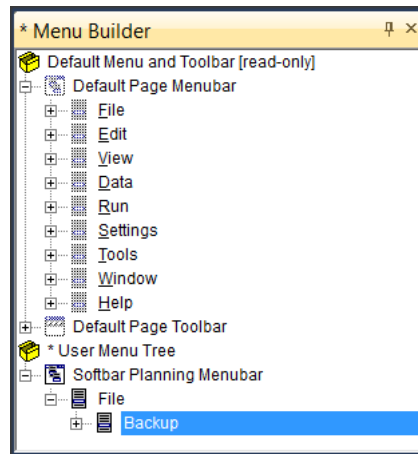 * Menu Builder
Default Menu and Toolbar [read-only]
Default Page Menubar
File
Edit
View
Data
Run
Settings
Tools
Window
Help
Default Page Toolbar
* User Menu Tree
Softbar Planning Menubar
File
Backup